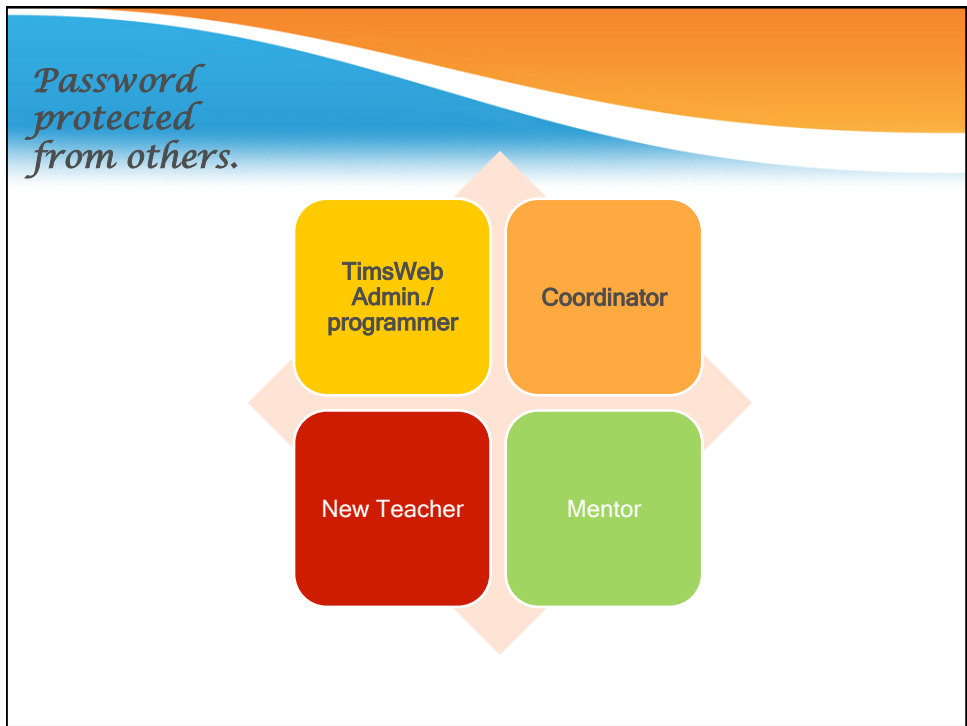 Password
protected
from others.
TimsWeb
Admin./
programmer
Coordinator
New Teacher
Mentor